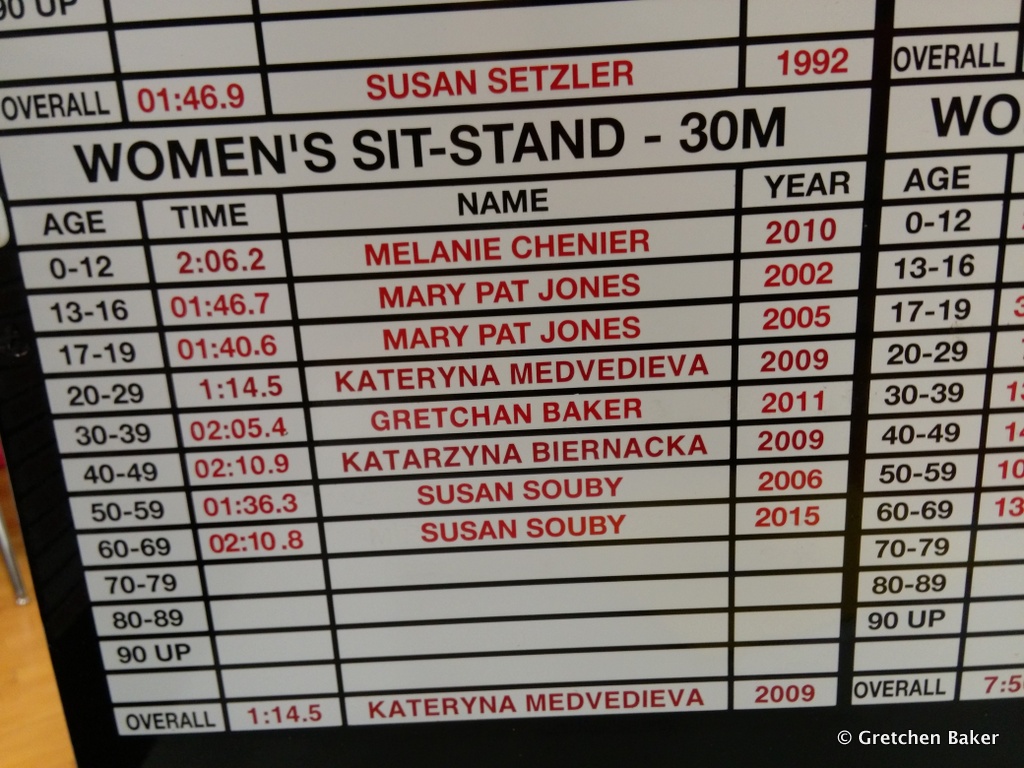 90 UP
OVERALL 01:46.9 SUSAN SETZLER 1992 OVERALL
WOMEN'S SIT-STAND - 30M WO
AGE TIME NAME YEAR AGE
0-12 2:06.2 MELANIE CHENIER 2010 0-12
13-16 01:46.7 MARY PAT JONES 2002 13-16
17-19 01:40.6 MARY PAT JONES 2005 17-19
20-29 1:14.5 KATERYNA MEDVEDIEVA 2009 20-29
30-39 02:05.4 GRETCHAN BAKER 2011 30-39
40-49 02:10.9 KATARZYNA BIERNACKA 2009 40-49
50-59 01:36.3 SUSAN SOUBY 2006 50-59 10
60-69 02:10.8 SUSAN SOUBY 2015 60-69 13
70-79 70-79
80-89 80-89
90 UP 90 UP
OVERALL 1:14.5 KATERYNA MEDVEDIEVA 2009 OVERALL 7:5
© Gretchen Baker